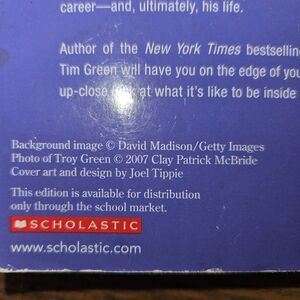 career—and, ultimately, his life.
Author of the New York Times bestselling
Tim Green will have you on the edge of your
up-close look at what it's like to be inside
Background image © David Madison/Getty Images
Photo of Troy Green © 2007 Clay Patrick McBride
Cover art and design by Joel Tippie
This edition is available for distribution
only through the school market.
SCHOLASTIC
www.scholastic.com